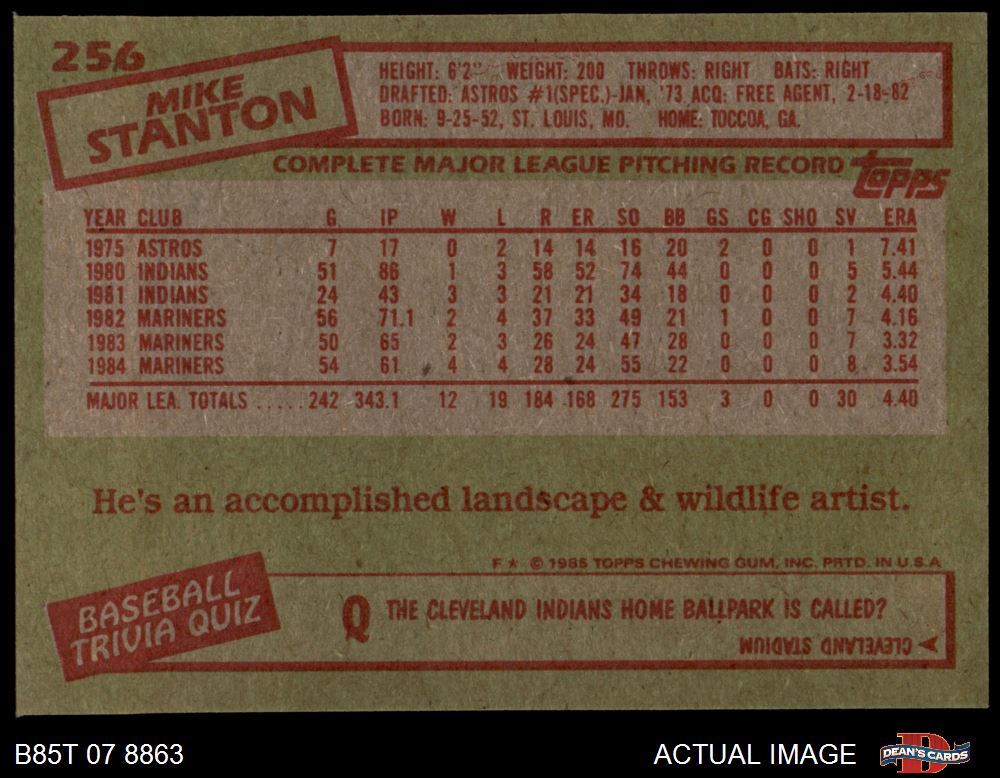 256
MIKE
STANTON
HEIGHT: 6'2" WEIGHT: 200 THROWS: RIGHT BATS: RIGHT
DRAFTED: ASTROS #1(SPEC.)-JAN, '73 ACQ: FREE AGENT, 2-18-82
BORN: 9-25-52, ST. LOUIS, MO. HOME: TOCCOA, GA.
COMPLETE MAJOR LEAGUE PITCHING RECORD topps
YEAR CLUB G IP W L R ER SO BB GS CG SHO SV ERA
1975 ASTROS 7 17 0 2 14 14 16 20 2 0 0 1 7.41
1980 INDIANS 51 86 1 3 58 52 74 44 0 0 0 5 5.44
1981 INDIANS 24 43 3 3 21 21 34 18 0 0 0 2 4.40
1982 MARINERS 56 71.1 2 4 37 33 49 21 1 0 0 7 4.16
1983 MARINERS 50 65 2 3 26 24 47 28 0 0 0 7 3.32
1984 MARINERS 54 61 4 4 28 24 55 22 0 0 0 8 3.54
MAJOR LEA. TOTALS ..... 242 343.1 12 19 184 168 275 153 3 0 0 30 4.40
He's an accomplished landscape & wildlife artist.
F * © 1985 TOPPS CHEWING GUM, INC. PRTD. IN U.S.A
BASEBALL
TRIVIA QUIZ
Q THE CLEVELAND INDIANS HOME BALLPARK IS CALLED?
CLEVELAND STADIUM
B85T 07 8863 ACTUAL IMAGE D DEAN'S CARDS